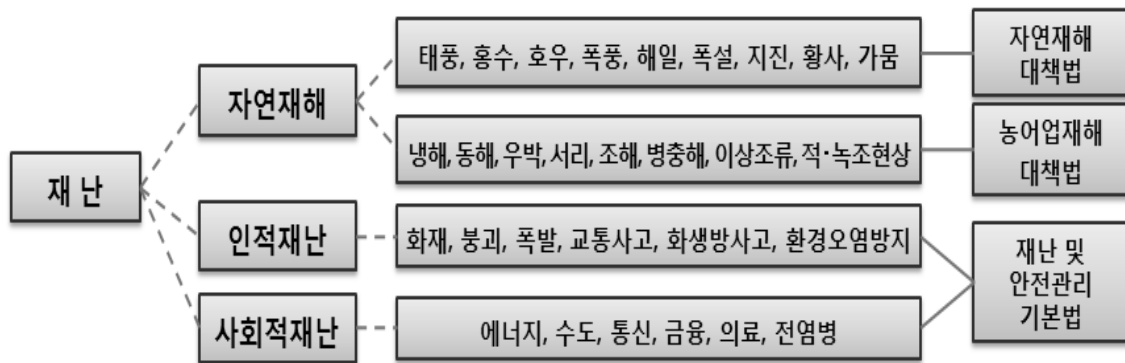 재 난
자연재해
태풍, 홍수, 호우, 폭풍, 해일, 폭설, 지진, 황사, 가뭄
자연재해
대책법
냉해, 동해, 우박, 서리, 조해, 병충해, 이상조류, 적·녹조현상
농어업재해
대책법
인적재난
화재, 붕괴, 폭발, 교통사고, 화생방사고, 환경오염방지
사회적재난
에너지, 수도, 통신, 금융, 의료, 전염병
재난 및
안전관리
기본법